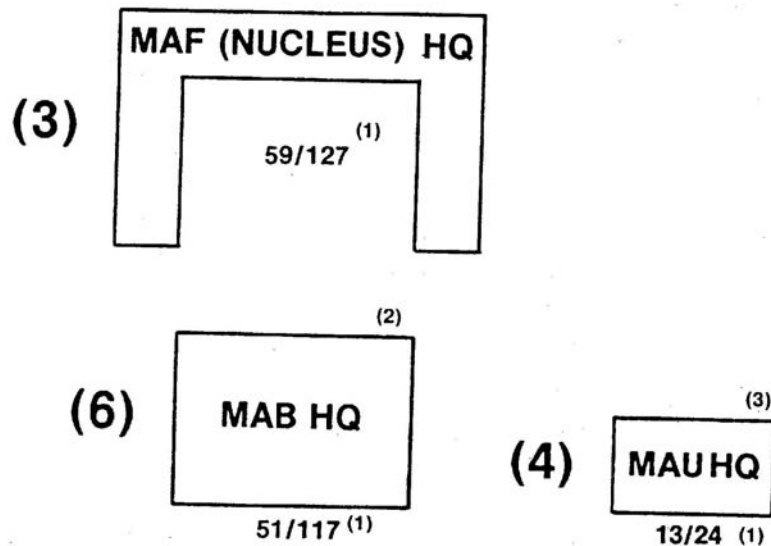 MAF (NUCLEUS) HQ
(3)
59/127 (1)
(2)
(6)
MAB HQ
51/117 (1)
(3)
(4)
MAU HQ
13/24 (1)